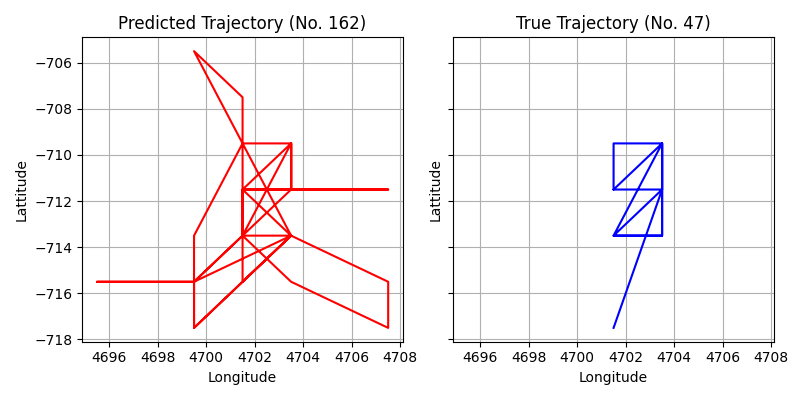 Predicted Trajectory (No. 162)
True Trajectory (No. 47)
Lattitude
−706
−708
−710
−712
−714
−716
−718
4696 4698 4700 4702 4704 4706 4708
Longitude
Lattitude
4696 4698 4700 4702 4704 4706 4708
Longitude